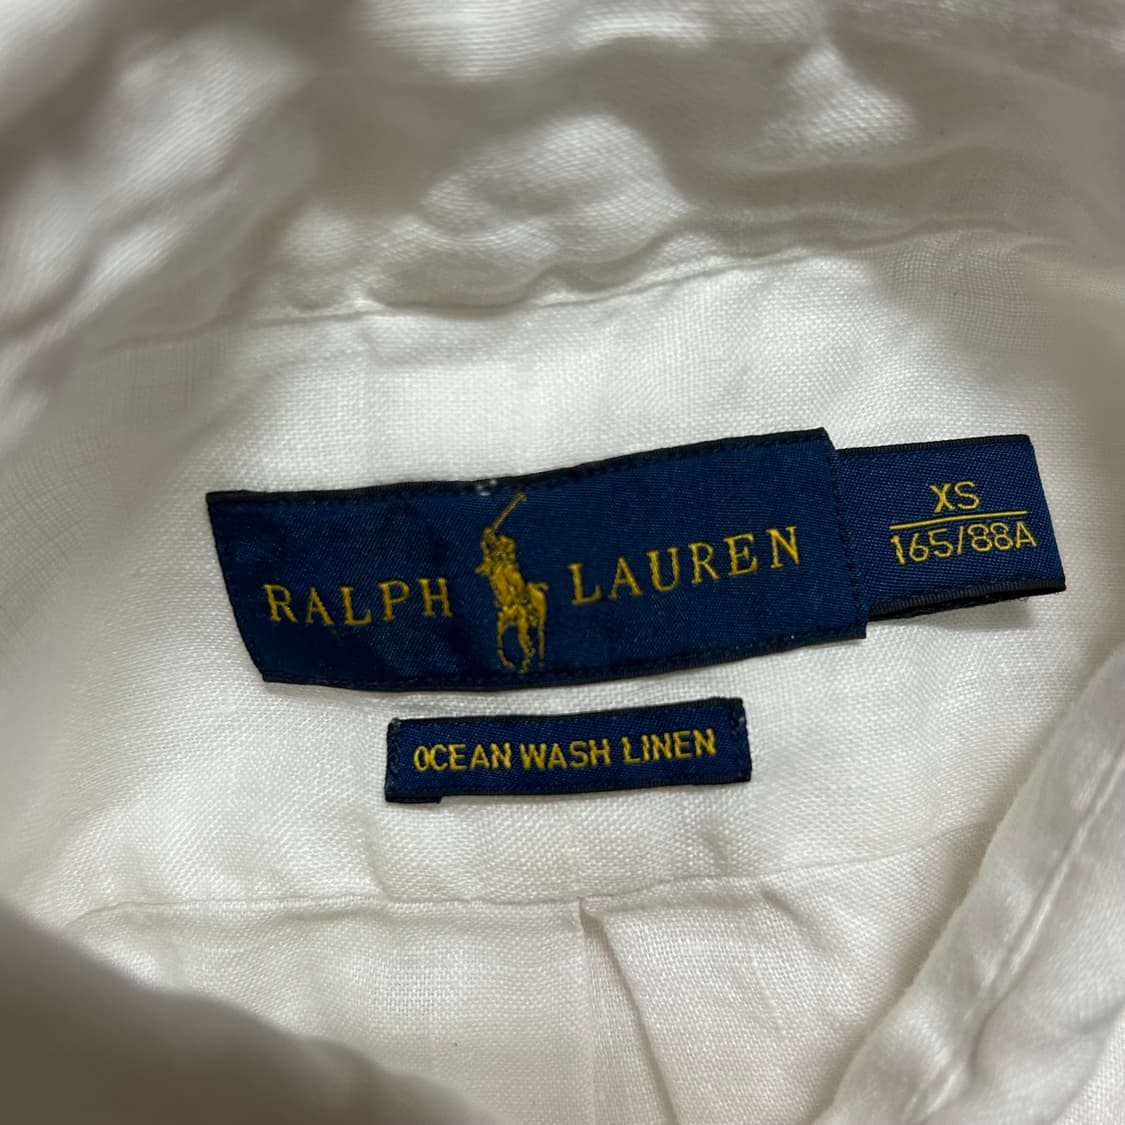 RALPH LAUREN
XS
165/88A
OCEAN WASH LINEN